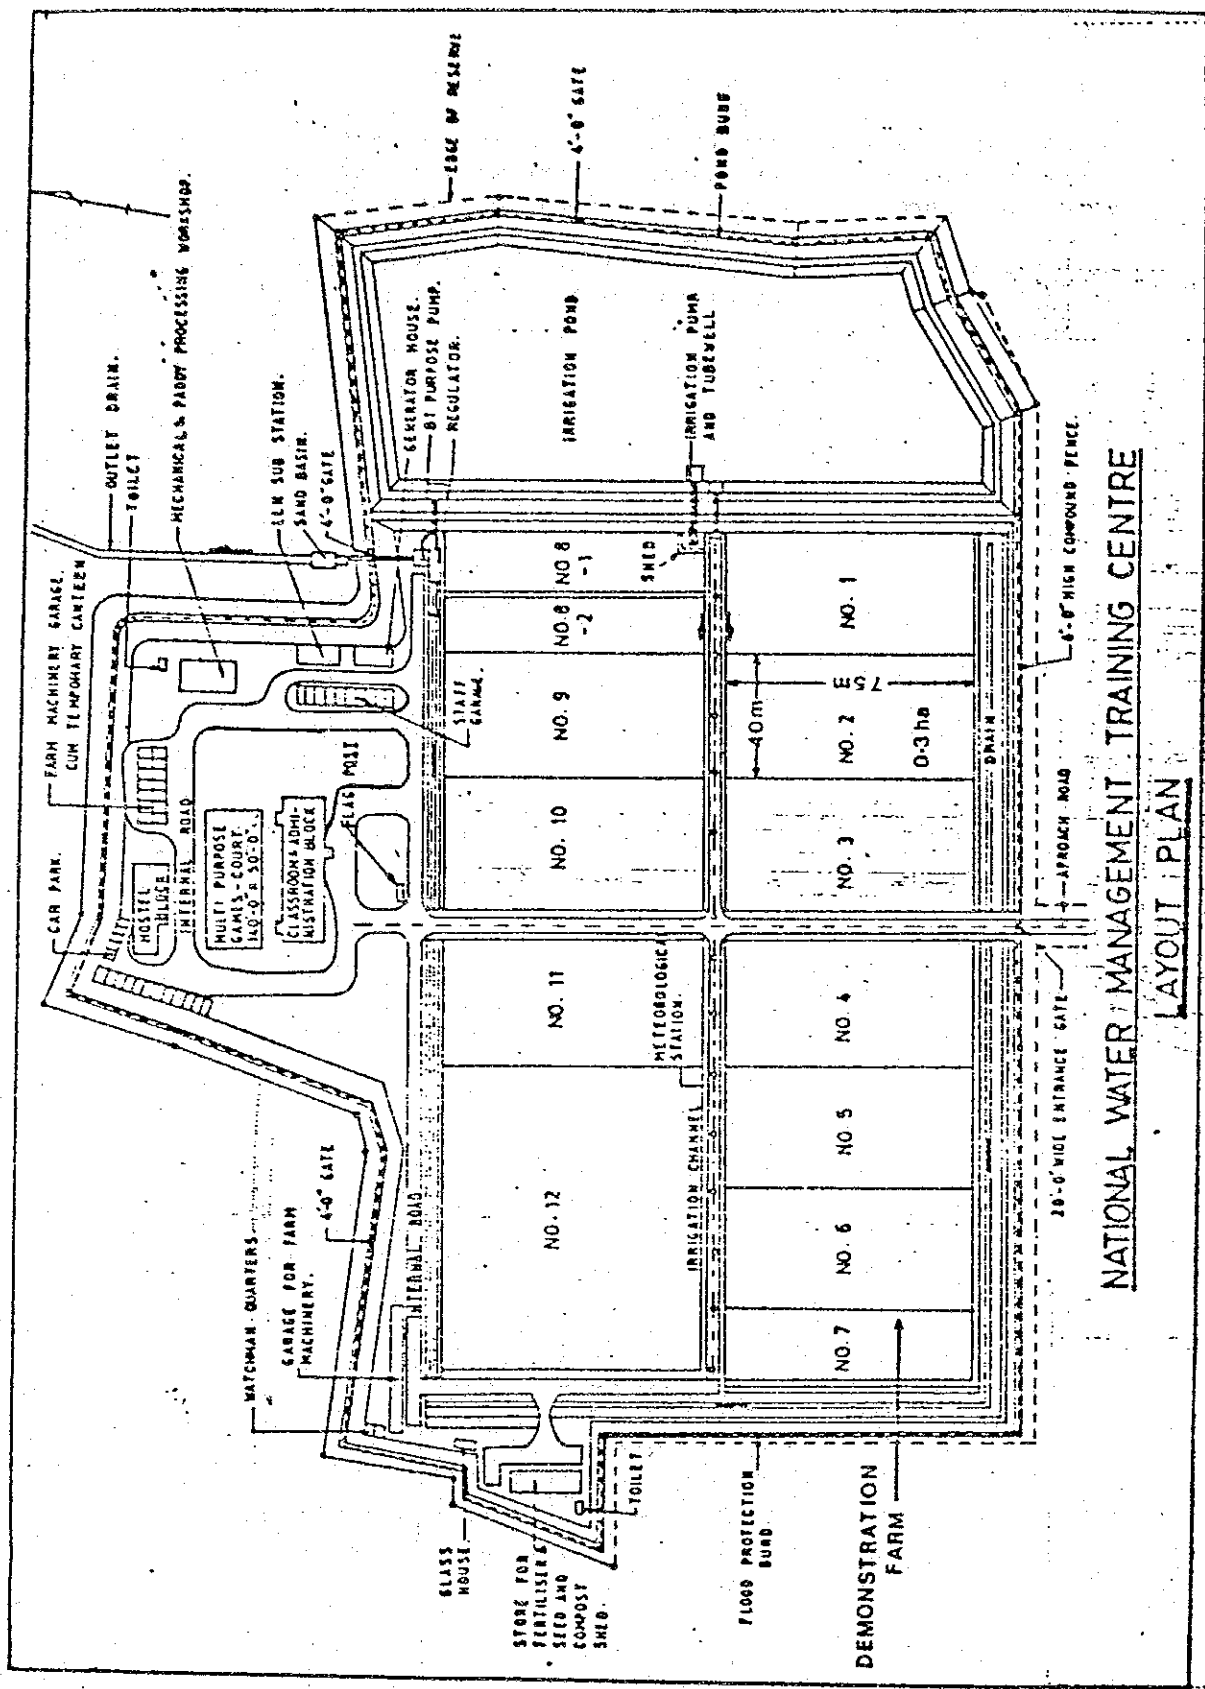 CAR PARK.
FARM MACHINERY GARAGE.
CUM TEMPORARY CANTEEN
OUTLET DRAIN.
TOILET
MECHANICAL & PADDY PROCESSING WORKSHOP.
SUB STATION.
SAND BASIN.
4'-0" GATE
EDGE OF RESERVE
4'-0" GATE
POND BUND
HOSTEL
BLOCK
INTERNAL ROAD
MULTI PURPOSE
GAMES - COURT
140'-0" x 50'-0"
CLASSROOM & ADMI-
NISTRATION BLOCK
FLAG POST
STAFF
GARAGE.
GENERATOR HOUSE.
BI PURPOSE PUMP.
REGULATOR.
IRRIGATION POND
IRRIGATION PUMP
AND TUBEWELL
SHED
WATCHMAN QUARTERS
GARAGE FOR FARM
MACHINERY.
4'-0" GATE
INTERNAL ROAD
NO. 12
NO. 11
NO. 10
NO. 9
NO. 8
-2
NO. 8
-1
METEOROLOGICAL
STATION.
IRRIGATION CHANNEL
NO. 7
NO. 6
NO. 5
NO. 4
NO. 3
NO. 2
0.3 ha
40 m
75 m
NO. 1
DRAIN
GLASS
HOUSE.
STORE FOR
FERTILISER &
SEED AND
COMPOST
SHED.
TOILET
FLOOD PROTECTION
BUND
DEMONSTRATION
FARM
20'-0" WIDE ENTRANCE GATE
APROACH ROAD
6'-0" HIGH COMPOUND FENCE.
NATIONAL WATER MANAGEMENT TRAINING CENTRE
LAYOUT PLAN